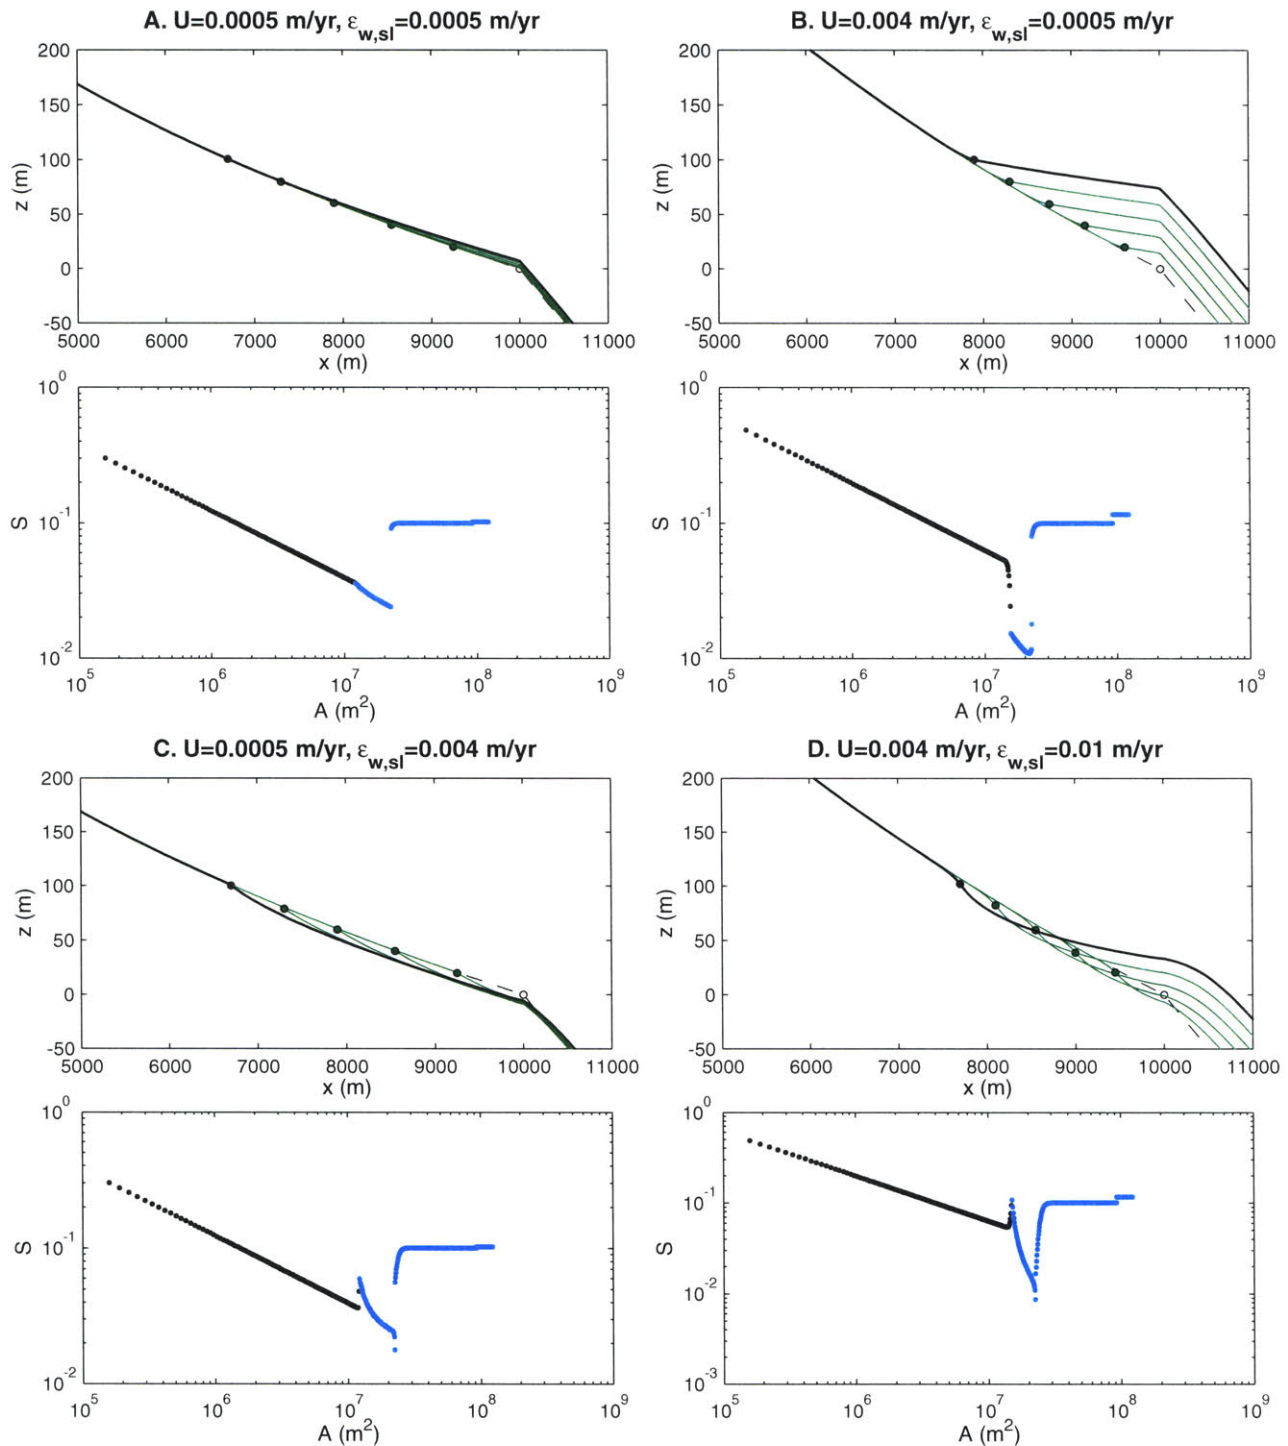 A. U=0.0005 m/yr, ε_w,sl=0.0005 m/yr
B. U=0.004 m/yr, ε_w,sl=0.0005 m/yr
200
150
100
50
0
-50
z (m)
5000 6000 7000 8000 9000 10000 11000
x (m)
200
150
100
50
0
-50
z (m)
5000 6000 7000 8000 9000 10000 11000
x (m)
10^0
10^-1
10^-2
S
10^5 10^6 10^7 10^8 10^9
A (m^2)
10^0
10^-1
10^-2
S
10^5 10^6 10^7 10^8 10^9
A (m^2)
C. U=0.0005 m/yr, ε_w,sl=0.004 m/yr
D. U=0.004 m/yr, ε_w,sl=0.01 m/yr
200
150
100
50
0
-50
z (m)
5000 6000 7000 8000 9000 10000 11000
x (m)
200
150
100
50
0
-50
z (m)
5000 6000 7000 8000 9000 10000 11000
x (m)
10^0
10^-1
10^-2
S
10^5 10^6 10^7 10^8 10^9
A (m^2)
10^0
10^-1
10^-2
10^-3
S
10^5 10^6 10^7 10^8 10^9
A (m^2)